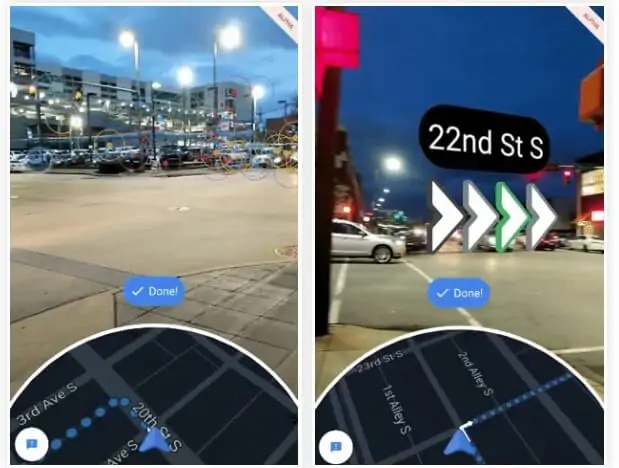 ALPHA
Done!
3rd Ave S
20th St S
Ave S
ALPHA
22nd St S
Done!
23rd St S
2nd Alley S
1st Alley S